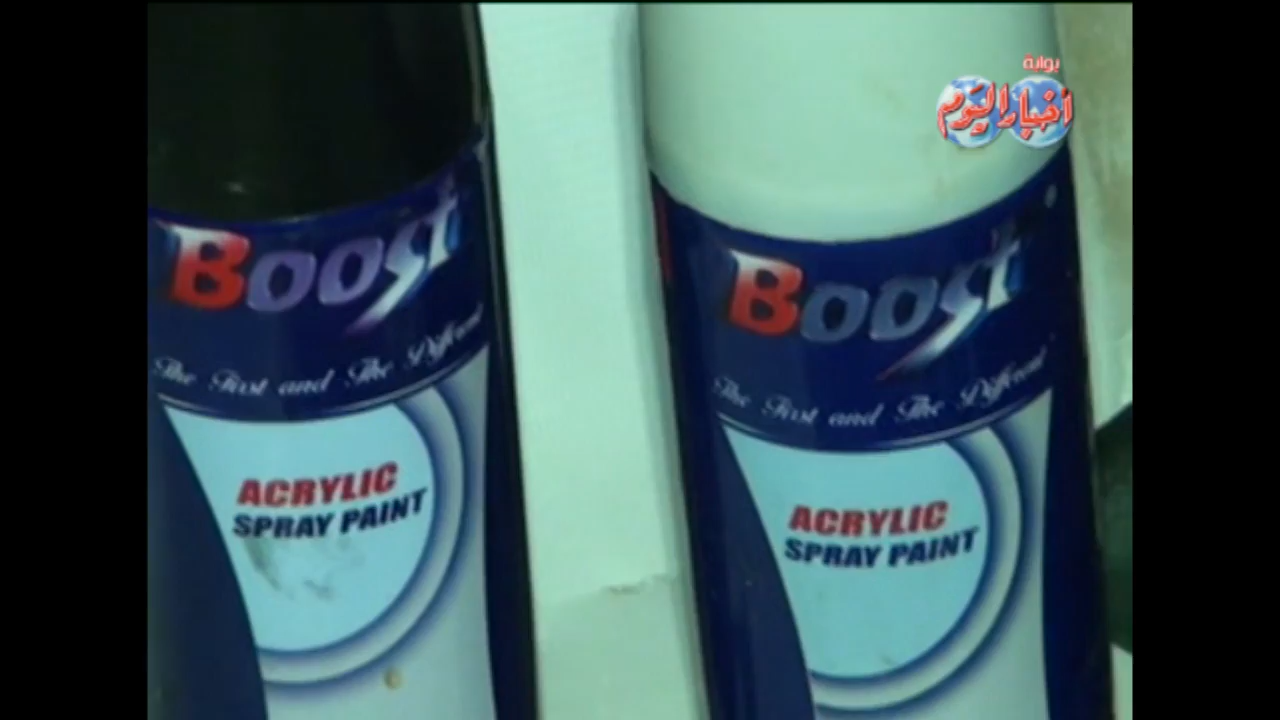 بوابة
أخبار اليوم
Boost
The First and The Different
ACRYLIC
SPRAY PAINT
Boost
The First and The Different
ACRYLIC
SPRAY PAINT